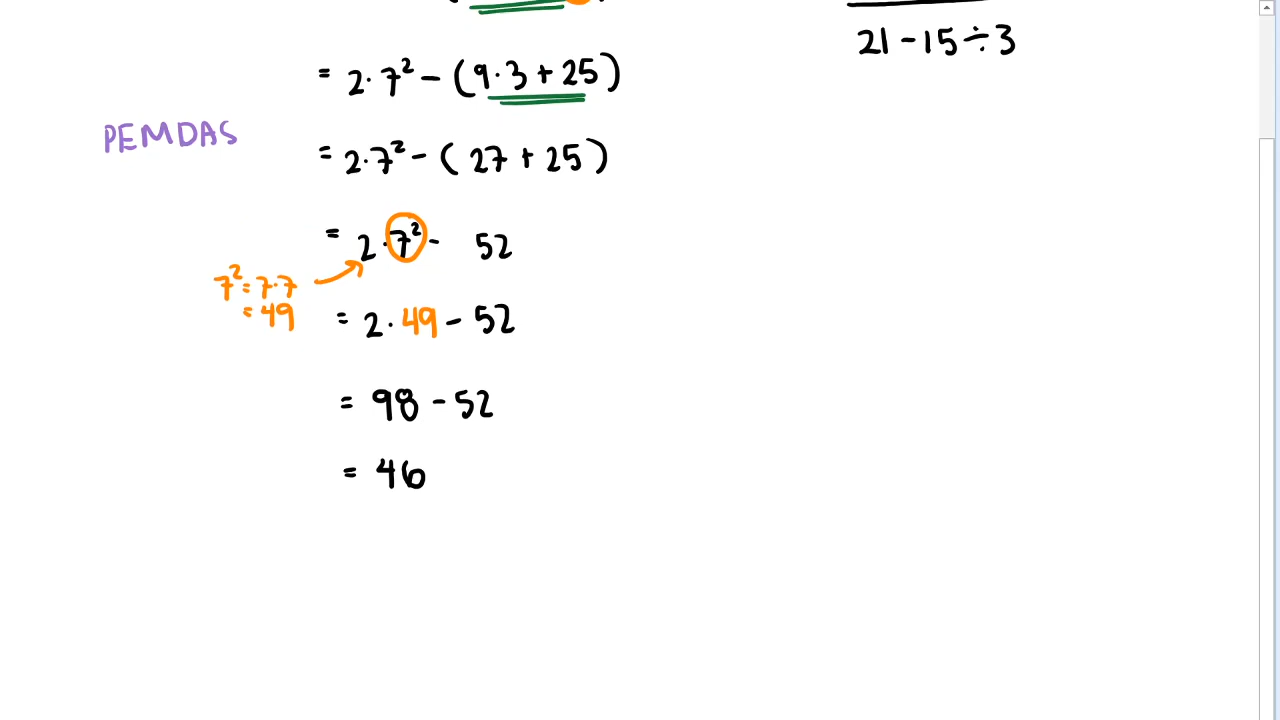 21 - 15 ÷ 3
= 2 · 7² - (9 · 3 + 25)
PEMDAS
= 2 · 7² - (27 + 25)
= 2 · 7² - 52
7² = 7 · 7
= 49
= 2 · 49 - 52
= 98 - 52
= 46